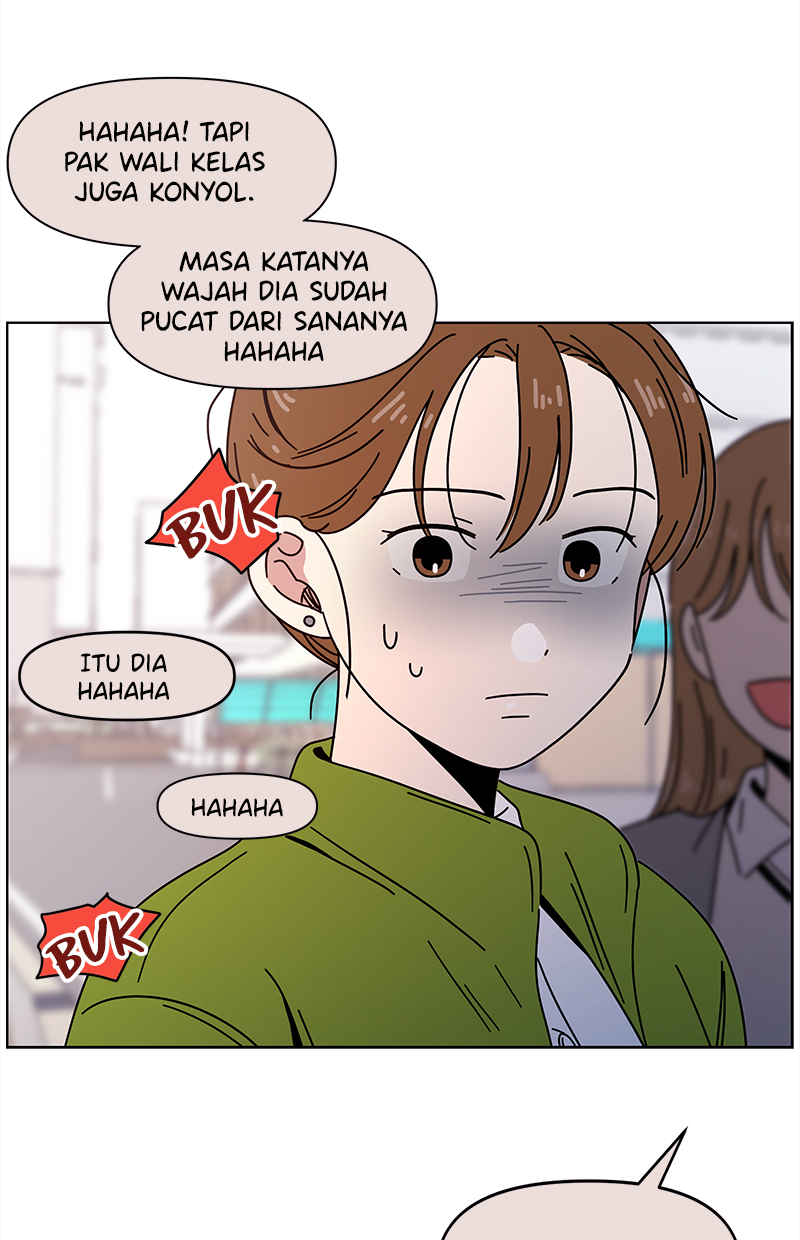 HAHAHA! TAPI
PAK WALI KELAS
JUGA KONYOL.
MASA KATANYA
WAJAH DIA SUDAH
PUCAT DARI SANANYA
HAHAHA
BUK
ITU DIA
HAHAHA
HAHAHA
BUK